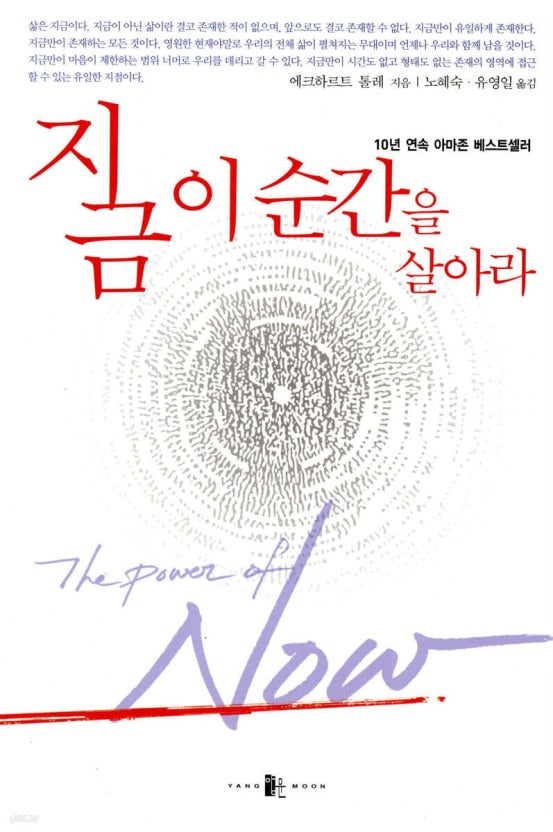 삶은 지금이다. 지금이 아닌 삶이란 결코 존재한 적이 없으며, 앞으로도 결코 존재할 수 없다. 지금만이 유일하게 존재한다.
지금만이 존재하는 모든 것이다. 영원한 현재야말로 우리의 전체 삶이 펼쳐지는 무대이며 언제나 우리와 함께 남을 것이다.
지금만이 마음이 제한하는 범위 너머로 우리를 데리고 갈 수 있다. 지금만이 시간도 없고 형태도 없는 존재의 영역에 접근
할 수 있는 유일한 지점이다.
에크하르트 톨레 지음 | 노혜숙 · 유영일 옮김
10년 연속 아마존 베스트셀러
지금 이 순간을
살아라
The Power of
Now
YANG 양문 MOON
yes24